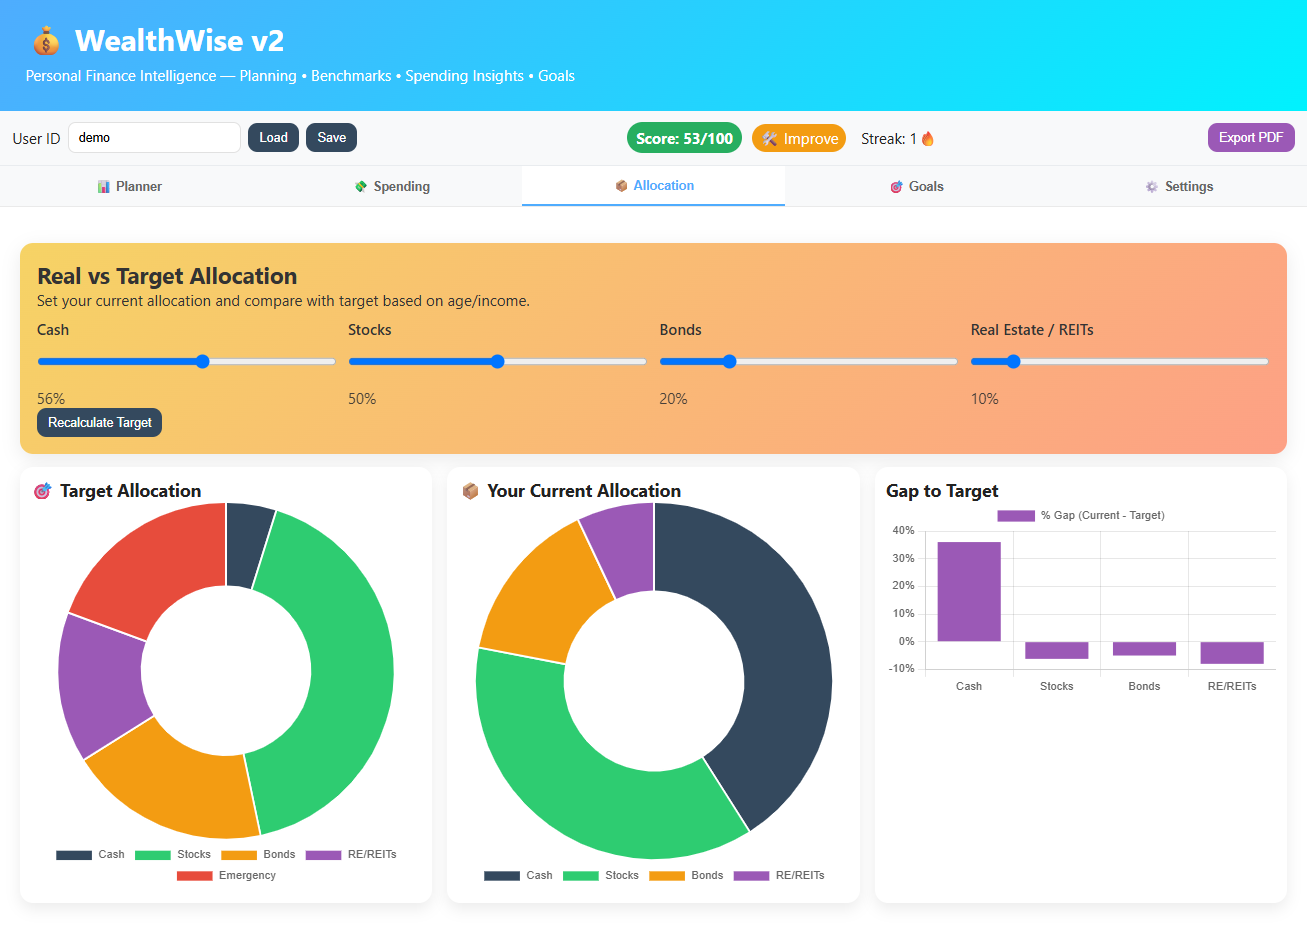 💰 WealthWise v2
Personal Finance Intelligence — Planning • Benchmarks • Spending Insights • Goals
User ID demo Load Save Score: 53/100 🛠️ Improve Streak: 1🔥 Export PDF
📊 Planner 💸 Spending 📦 Allocation 🎯 Goals ⚙️ Settings
Real vs Target Allocation
Set your current allocation and compare with target based on age/income.
Cash Stocks Bonds Real Estate / REITs
56% 50% 20% 10%
Recalculate Target
🎯 Target Allocation
Cash Stocks Bonds RE/REITs
Emergency
📦 Your Current Allocation
Cash Stocks Bonds RE/REITs
Gap to Target
% Gap (Current - Target)
40%
30%
20%
10%
0%
-10%
Cash Stocks Bonds RE/REITs